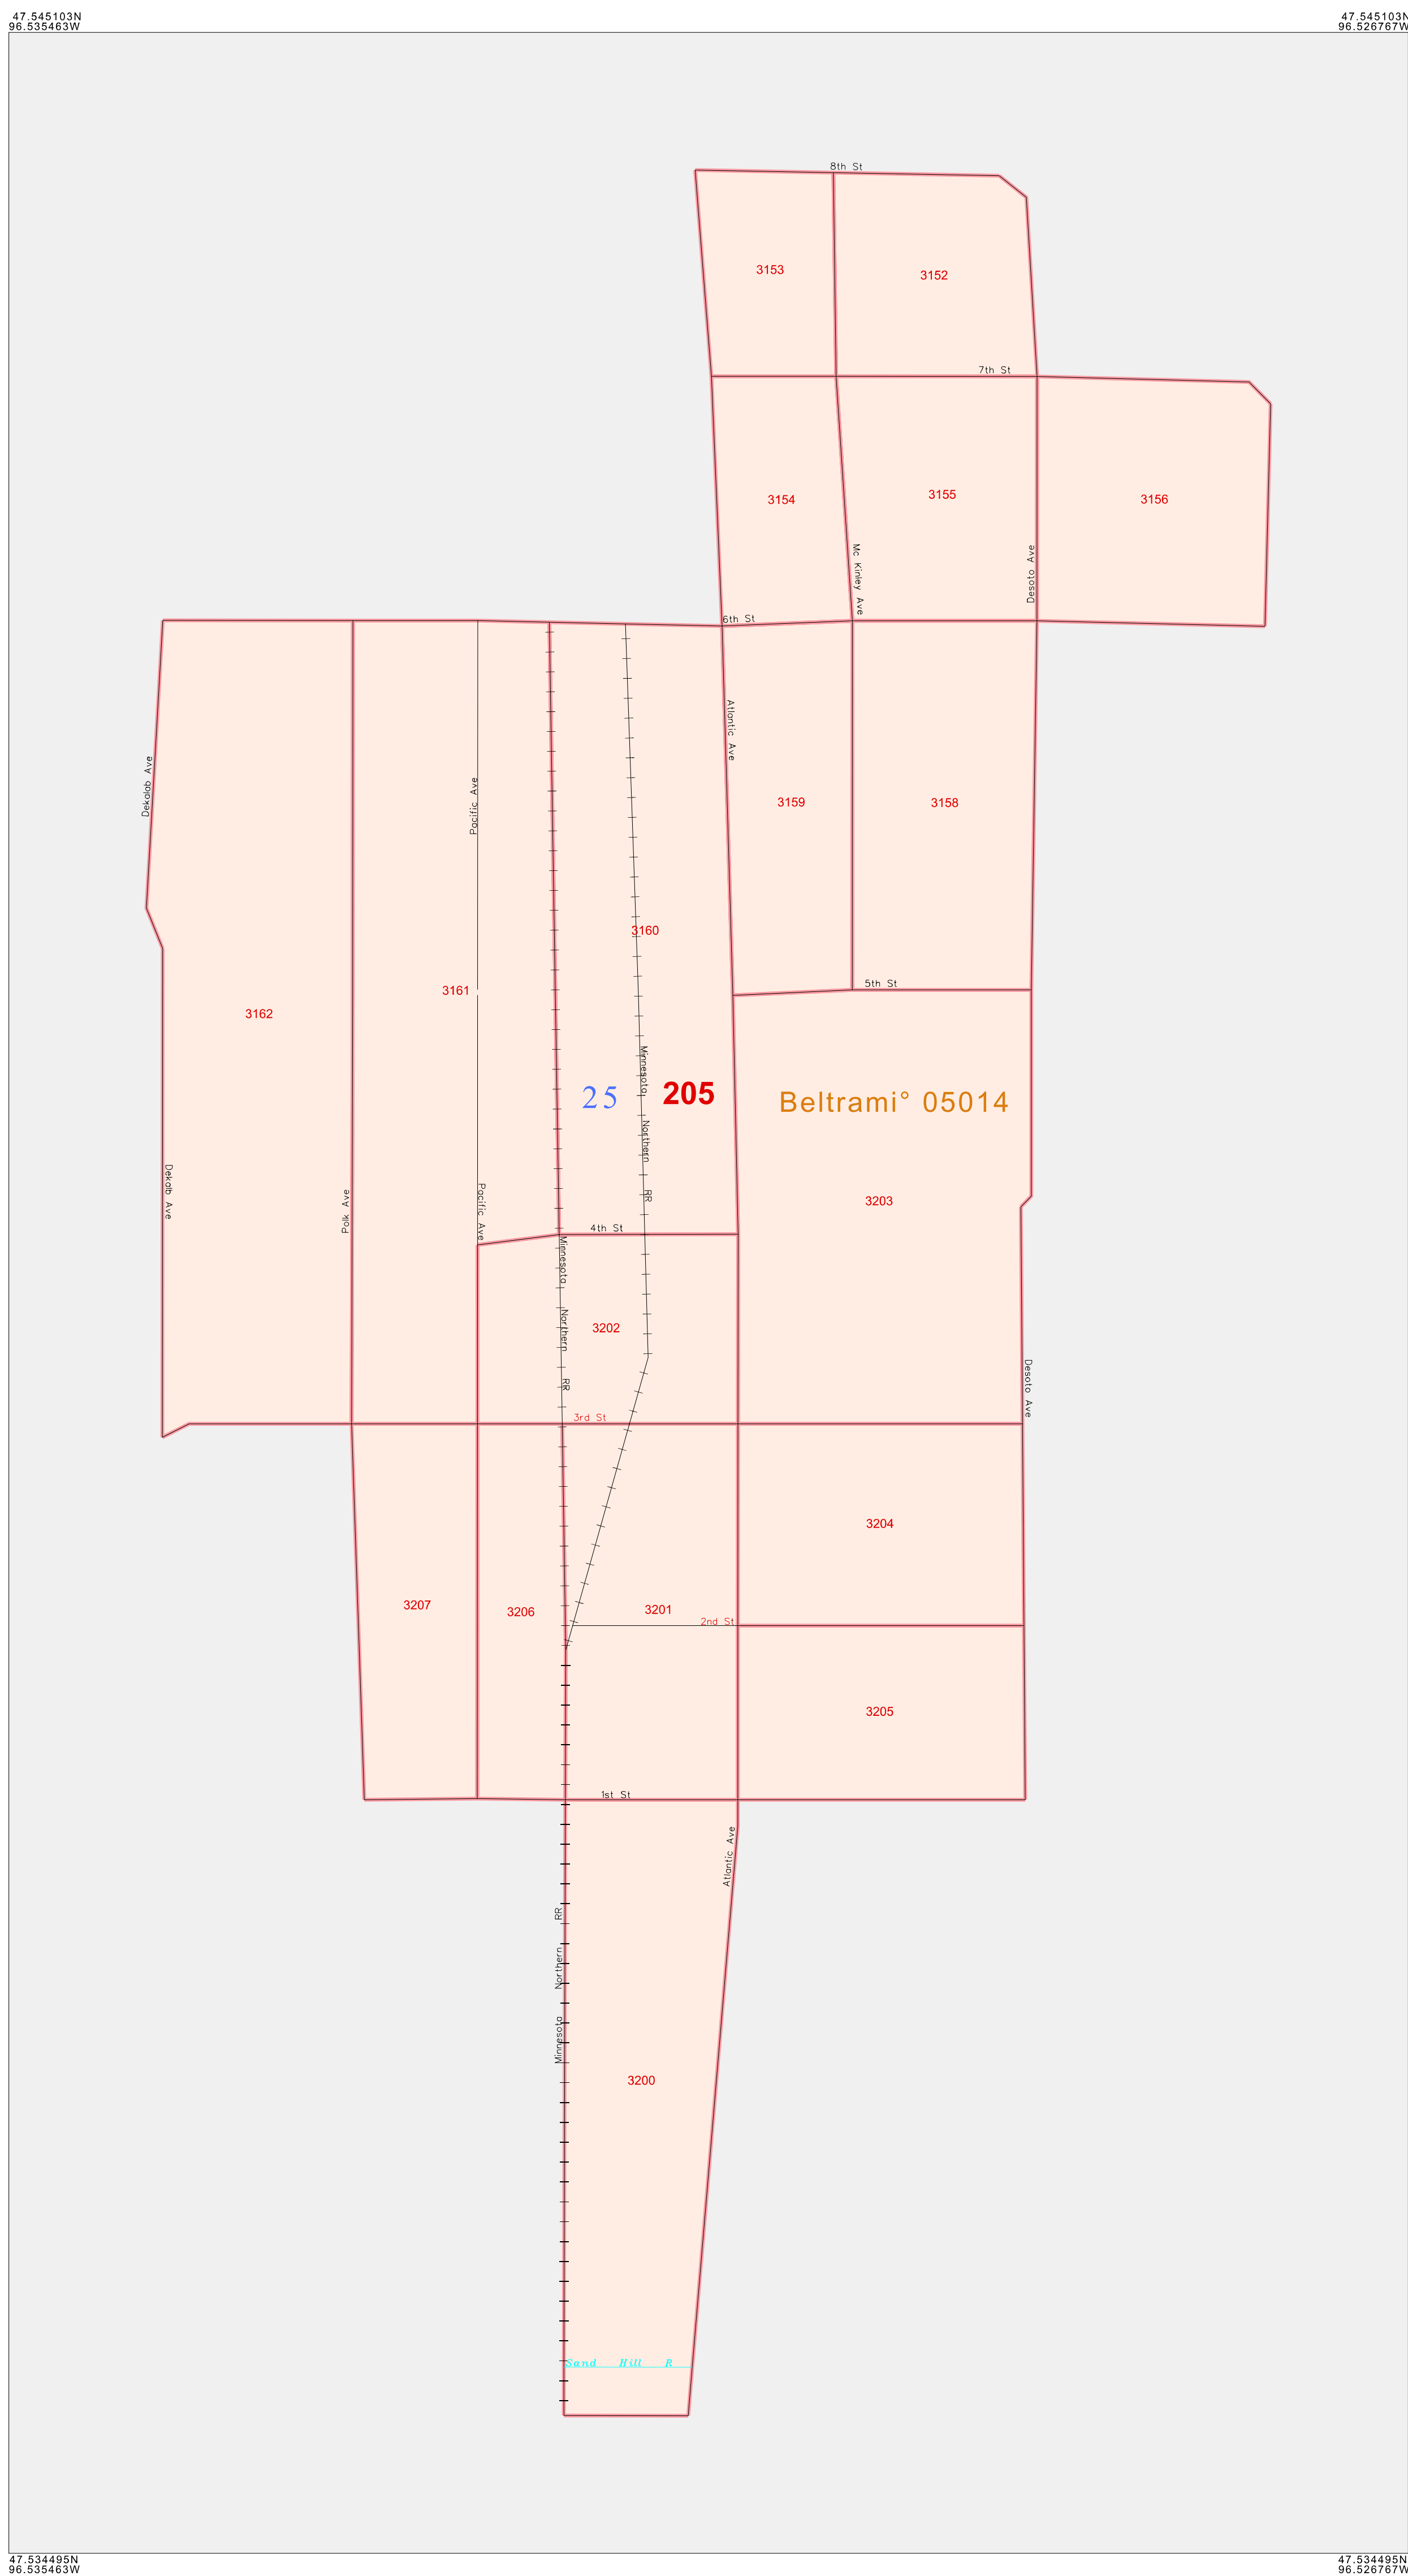 47.545103N
96.535463W
47.545103N
96.526767W
8th St
3153
3152
7th St
3154
3155
3156
Mc Kinley Ave
Desoto Ave
6th St
Atlantic Ave
Dekalab Ave
Pacific Ave
3159
3158
3160
5th St
3161
3162
Minnesota Northern RR
25
205
Beltrami° 05014
Dekalb Ave
Polk Ave
Pacific Ave
3203
4th St
Minnesota Northern RR
3202
Desoto Ave
3rd St
3204
3207
3206
3201
2nd St
3205
1st St
Atlantic Ave
Minnesota Northern RR
3200
Sand Hill R
47.534495N
96.535463W
47.534495N
96.526767W